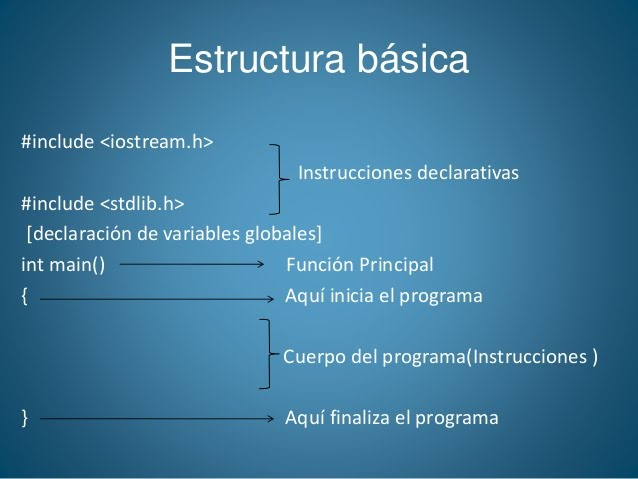 Estructura básica
#include <iostream.h>
Instrucciones declarativas
#include <stdlib.h>
[declaración de variables globales]
int main() Función Principal
{ Aquí inicia el programa
Cuerpo del programa(Instrucciones )
} Aquí finaliza el programa